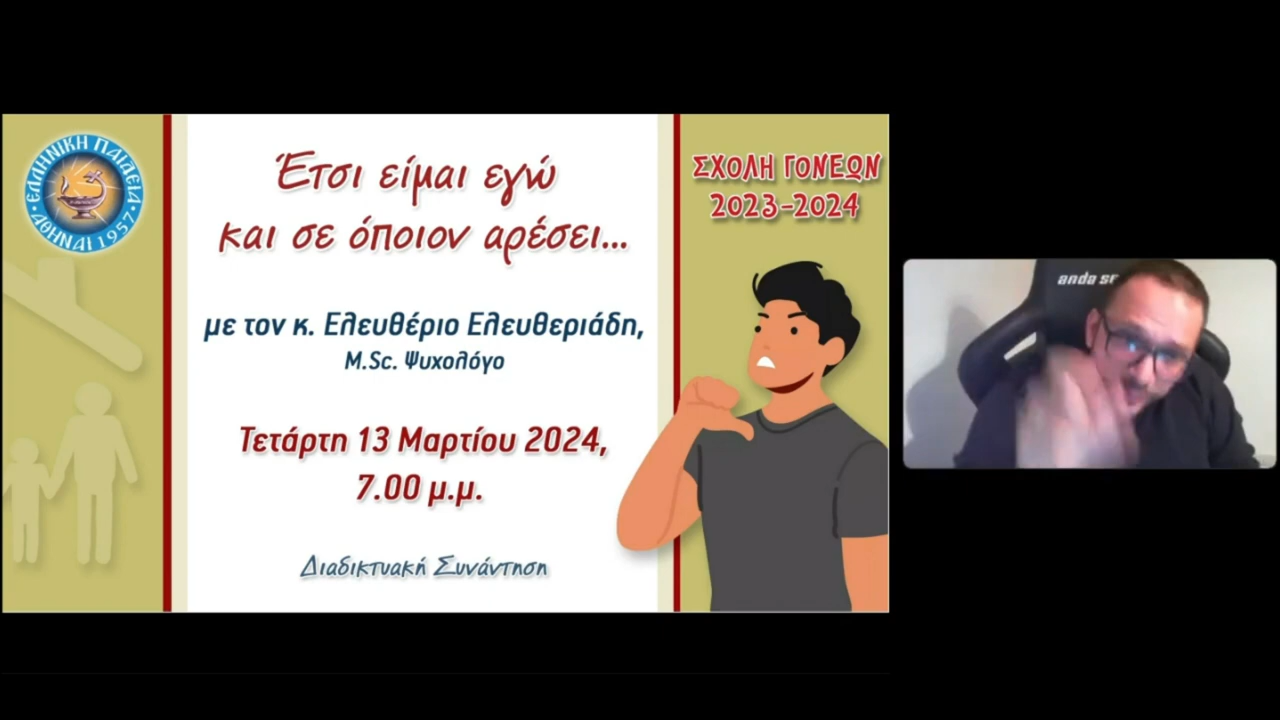 ΕΛΛΗΝΙΚΗ ΠΑΙΔΕΙΑ
ΑΘΗΝΑΙ 1957
Έτσι είμαι εγώ
και σε όποιον αρέσει...
με τον κ. Ελευθέριο Ελευθεριάδη,
M.Sc. Ψυχολόγο
Τετάρτη 13 Μαρτίου 2024,
7.00 μ.μ.
Διαδικτυακή Συνάντηση
ΣΧΟΛΗ ΓΟΝΕΩΝ
2023-2024
anda